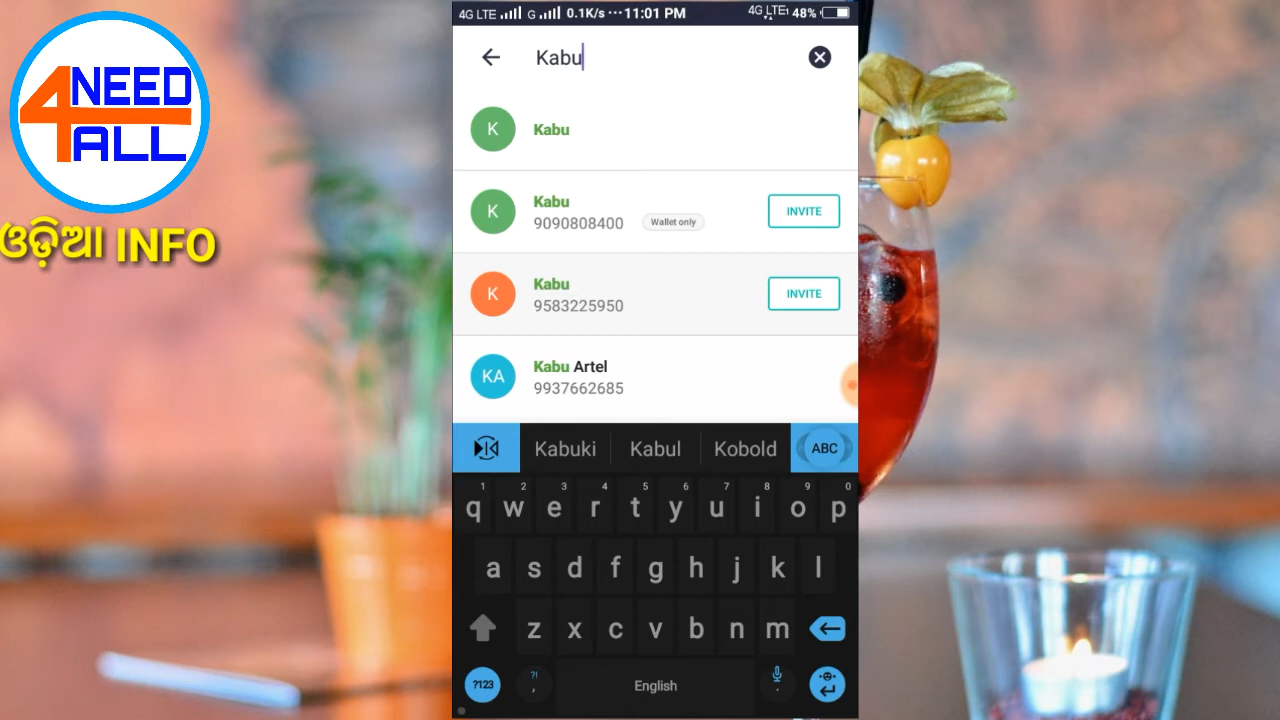 4NEED
ALL
ଓଡ଼ିଆ INFO
4G LTE G 0.1K/s ··· 11:01 PM 4G LTE 48%
Kabu
K Kabu
K Kabu
9090808400 Wallet only INVITE
K Kabu
9583225950 INVITE
KA Kabu Artel
9937662685
Kabuki Kabul Kobold ABC
1 2 3 4 5 6 7 8 9 0
q w e r t y u i o p
a s d f g h j k l
z x c v b n m
?123 ?! , English .